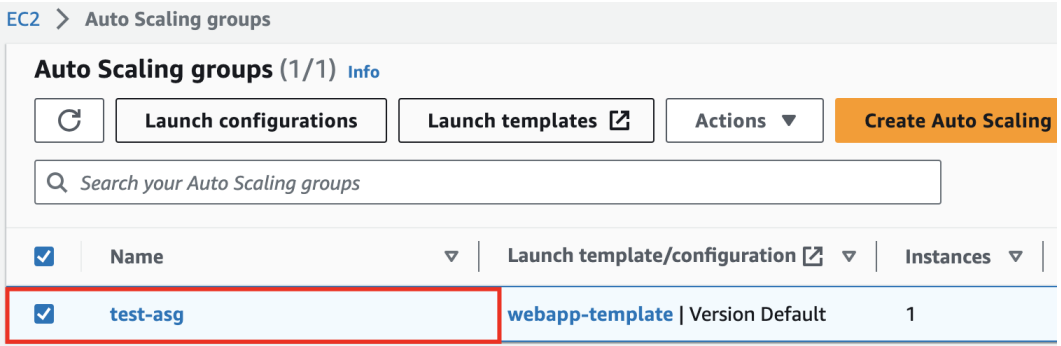 EC2 > Auto Scaling groups
Auto Scaling groups (1/1) Info
Launch configurations Launch templates Actions Create Auto Scaling
Search your Auto Scaling groups
Name Launch template/configuration Instances
test-asg webapp-template | Version Default 1